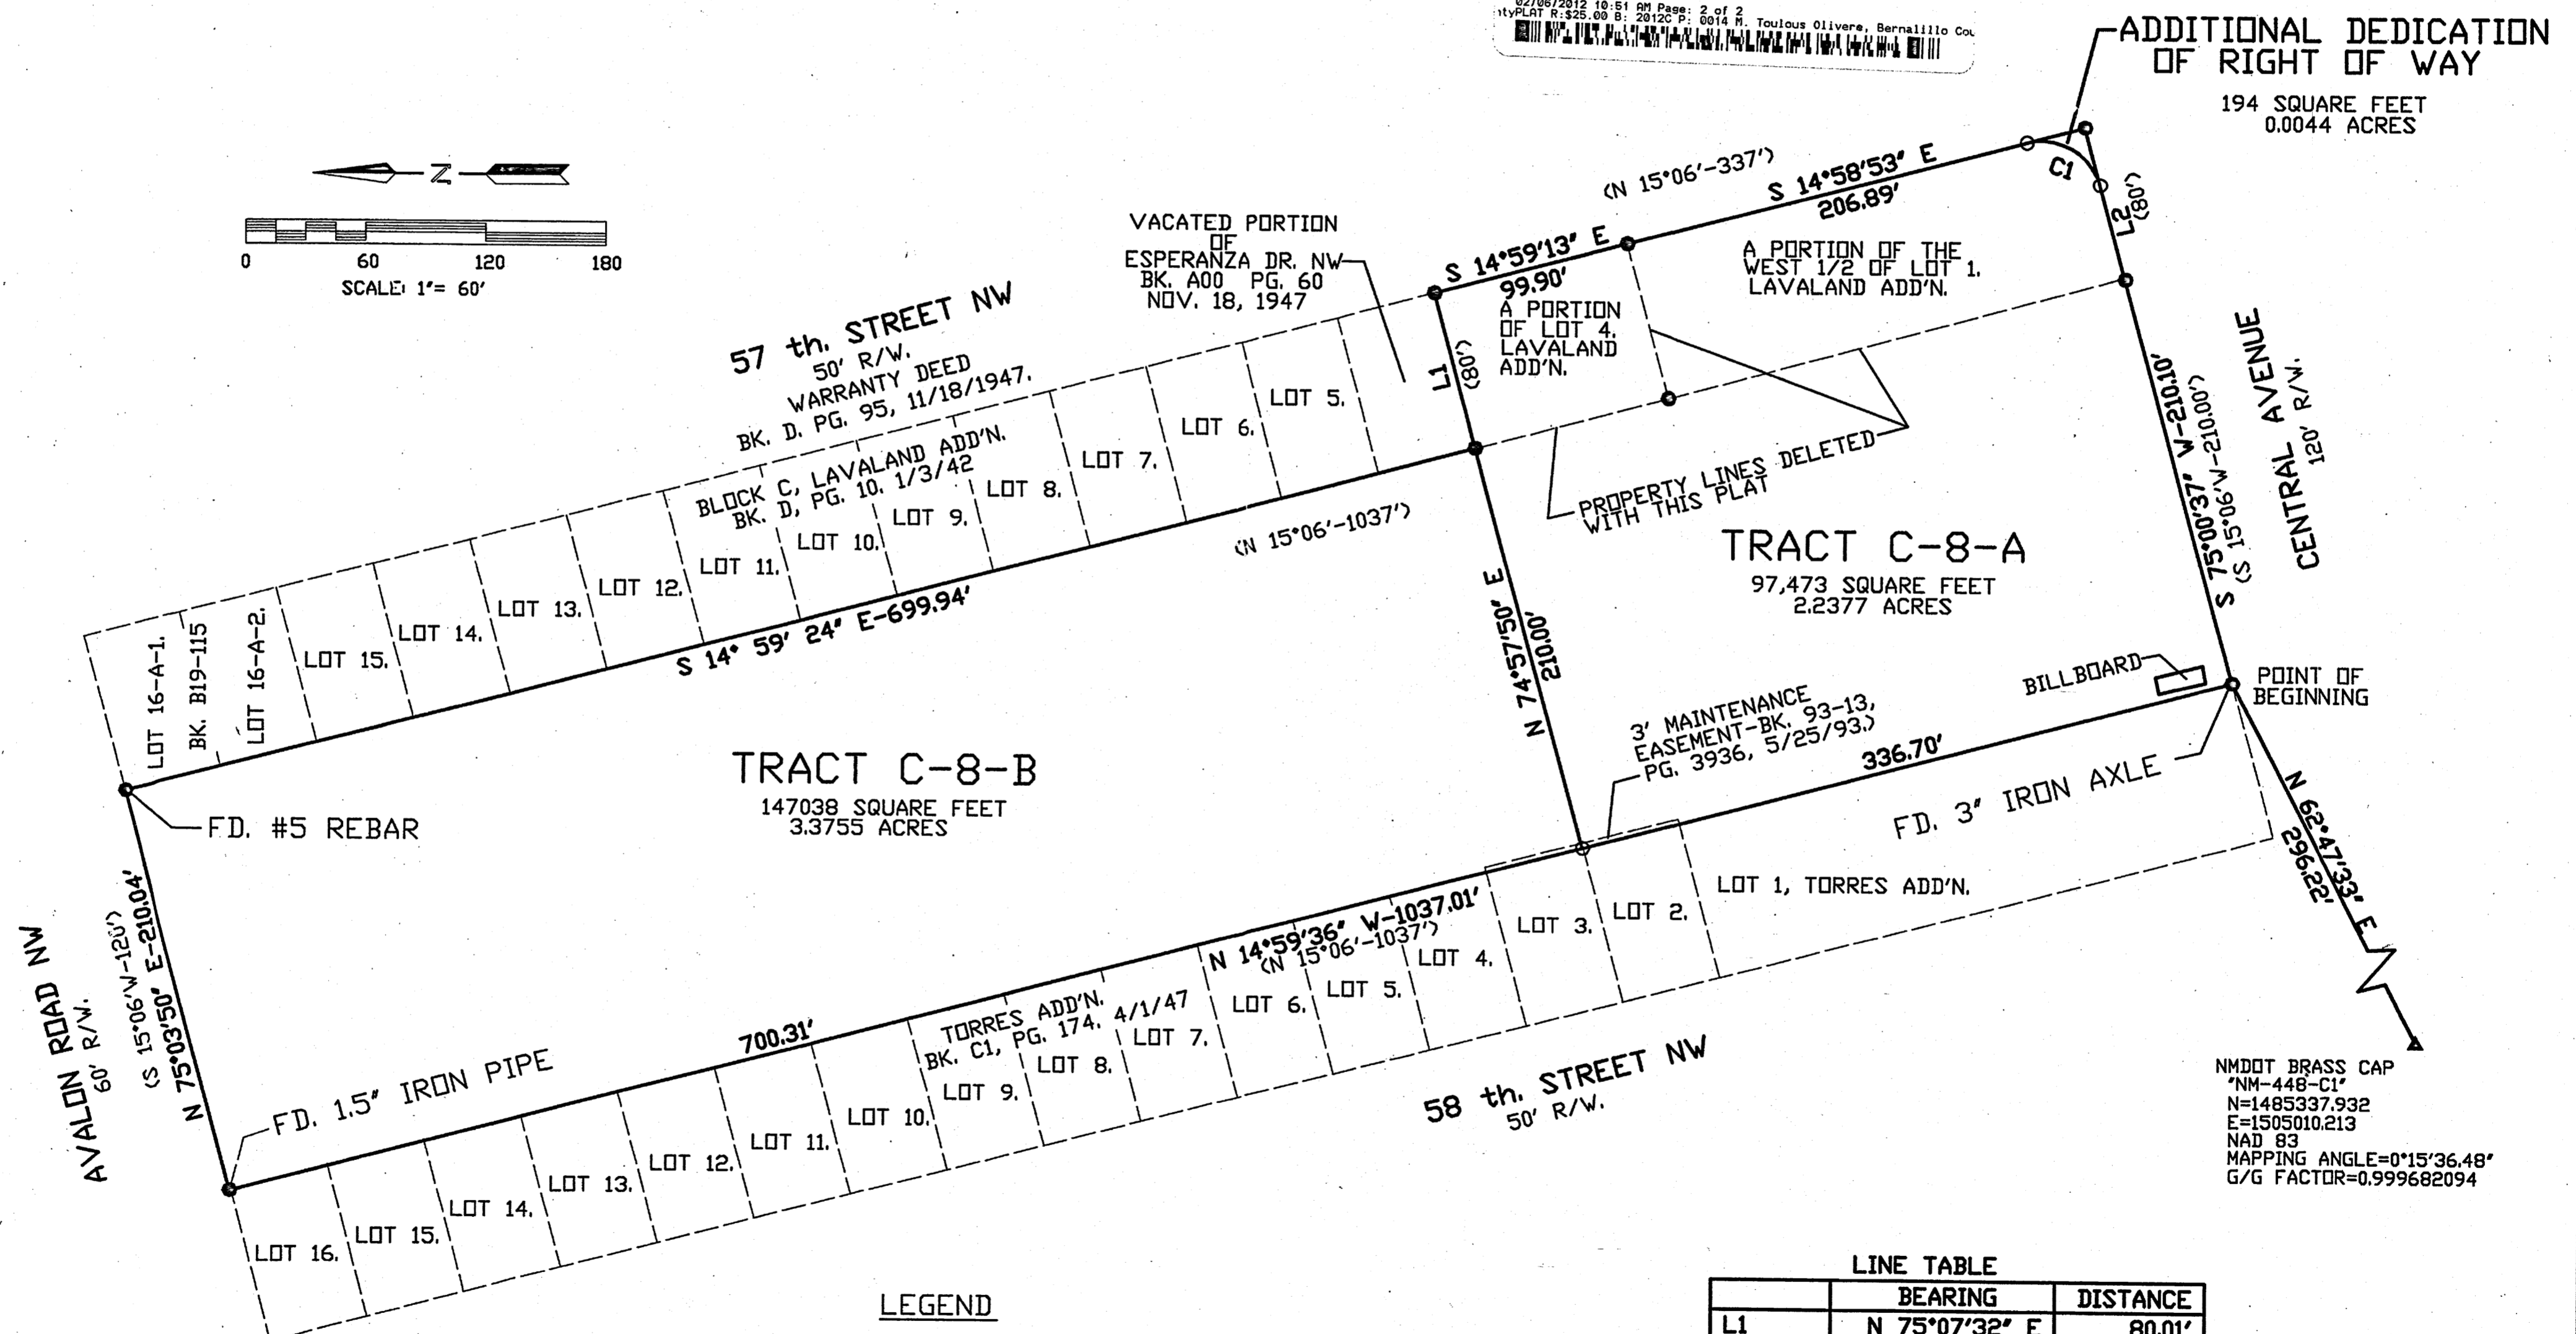 02/06/2012 10:51 AM Page: 2 of 2
ntyPLAT R:$25.00 B: 2012C P: 0014 M. Toulous Olivere, Bernalillo Cou
ADDITIONAL DEDICATION
OF RIGHT OF WAY
194 SQUARE FEET
0.0044 ACRES
N
0 60 120 180
SCALE: 1"= 60'
57 th. STREET NW
50' R/W.
WARRANTY DEED
BK. D. PG. 95, 11/18/1947.
VACATED PORTION
OF
ESPERANZA DR. NW
BK. A00 PG. 60
NOV. 18, 1947
(N 15°06'-337')
S 14°58'53" E
206.89'
S 14°59'13" E
99.90'
C1
L2
(80')
L1
(80')
A PORTION
OF LOT 4,
LAVALAND
ADD'N.
A PORTION OF THE
WEST 1/2 OF LOT 1.
LAVALAND ADD'N.
BLOCK C, LAVALAND ADD'N.
BK. D, PG. 10, 1/3/42
LOT 5.
LOT 6.
LOT 7.
LOT 8.
LOT 9.
LOT 10.
LOT 11.
LOT 12.
LOT 13.
LOT 14.
LOT 15.
LOT 16-A-2.
BK. B19-115
LOT 16-A-1.
(N 15°06'-1037')
S 14° 59' 24" E-699.94'
PROPERTY LINES DELETED
WITH THIS PLAT
TRACT C-8-A
97,473 SQUARE FEET
2.2377 ACRES
S 75°00'37" W-210.10'
(S 15°06'W-210.00')
CENTRAL AVENUE
120' R/W.
N 74°57'50" E
210.00'
BILLBOARD
POINT OF
BEGINNING
3' MAINTENANCE
EASEMENT-BK. 93-13,
PG. 3936, 5/25/93.)
336.70'
FD. 3" IRON AXLE
N 62°47'33" E
296.22'
TRACT C-8-B
147038 SQUARE FEET
3.3755 ACRES
FD. #5 REBAR
AVALON ROAD NW
60' R/W.
(S 15°06'W-120')
N 75°03'50" E-210.04'
FD. 1.5" IRON PIPE
700.31'
N 14°59'36" W-1037.01'
(N 15°06'-1037')
TORRES ADD'N.
BK. C1, PG. 174, 4/1/47
LOT 1, TORRES ADD'N.
LOT 2.
LOT 3.
LOT 4.
LOT 5.
LOT 6.
LOT 7.
LOT 8.
LOT 9.
LOT 10.
LOT 11.
LOT 12.
LOT 13.
LOT 14.
LOT 15.
LOT 16.
58 th. STREET NW
50' R/W.
NMDOT BRASS CAP
"NM-448-C1"
N=1485337.932
E=1505010.213
NAD 83
MAPPING ANGLE=0°15'36.48"
G/G FACTOR=0.999682094
LEGEND
LINE TABLE
BEARING DISTANCE
L1 N 75°07'32" E 80.01'